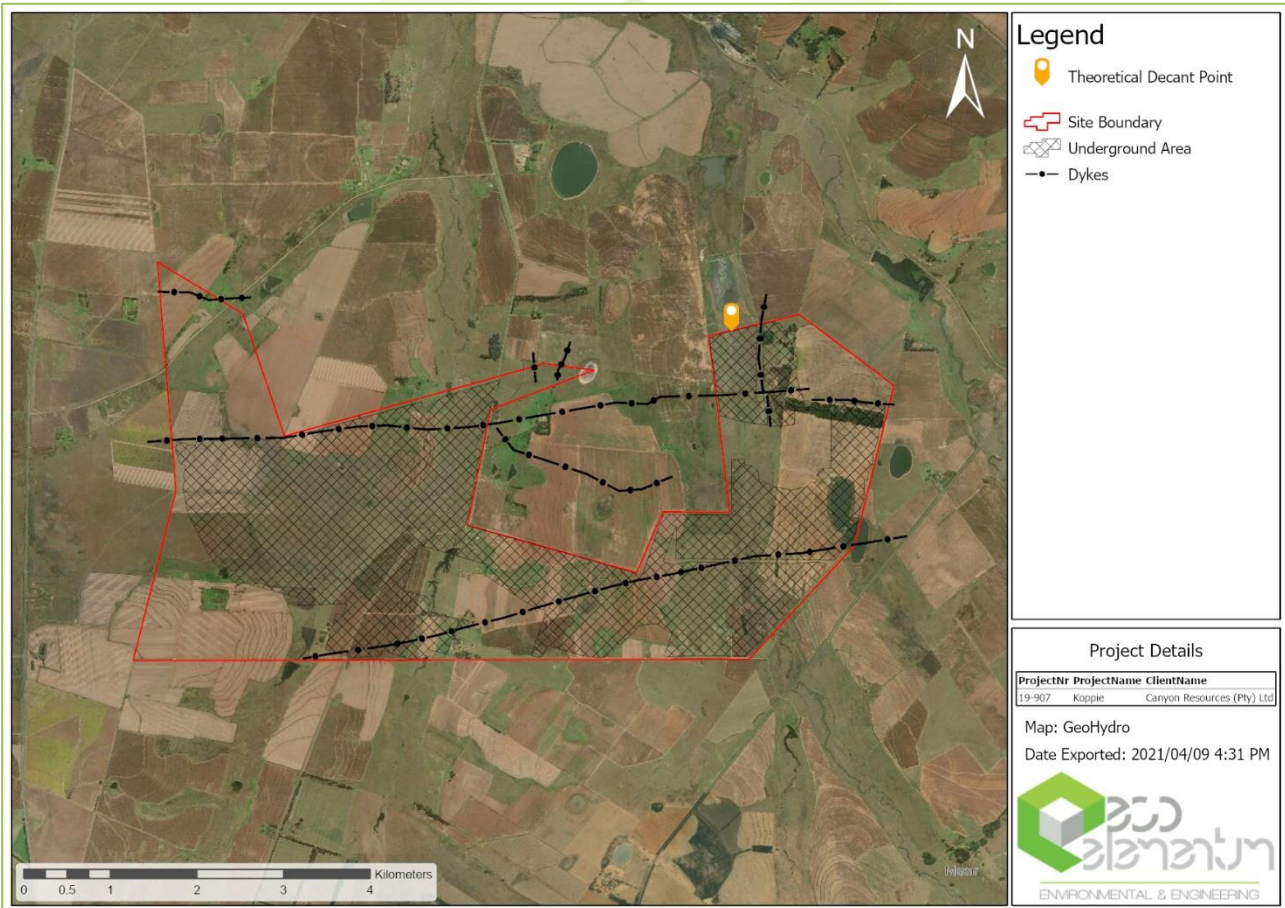 N
Legend
Theoretical Decant Point
Site Boundary
Underground Area
Dykes
0 0.5 1 2 3 4 Kilometers
Project Details
ProjectNr ProjectName ClientName
19-907 Koppie Canyon Resources (Pty) Ltd
Map: GeoHydro
Date Exported: 2021/04/09 4:31 PM
eco
elementum
ENVIRONMENTAL & ENGINEERING